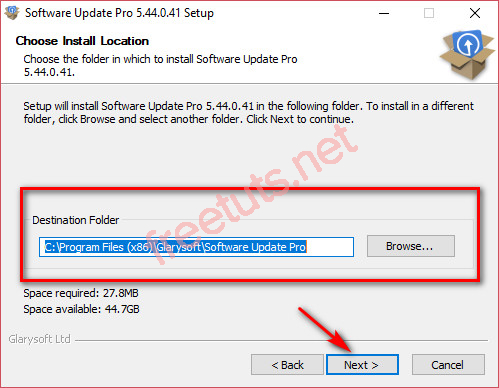 Software Update Pro 5.44.0.41 Setup
Choose Install Location
Choose the folder in which to install Software Update Pro
5.44.0.41.
Setup will install Software Update Pro 5.44.0.41 in the following folder. To install in a different
folder, click Browse and select another folder. Click Next to continue.
freetuts.net
Destination Folder
C:\Program Files (x86)\Glarysoft\Software Update Pro
Browse...
Space required: 27.8MB
Space available: 44.7GB
Glarysoft Ltd
< Back Next > Cancel